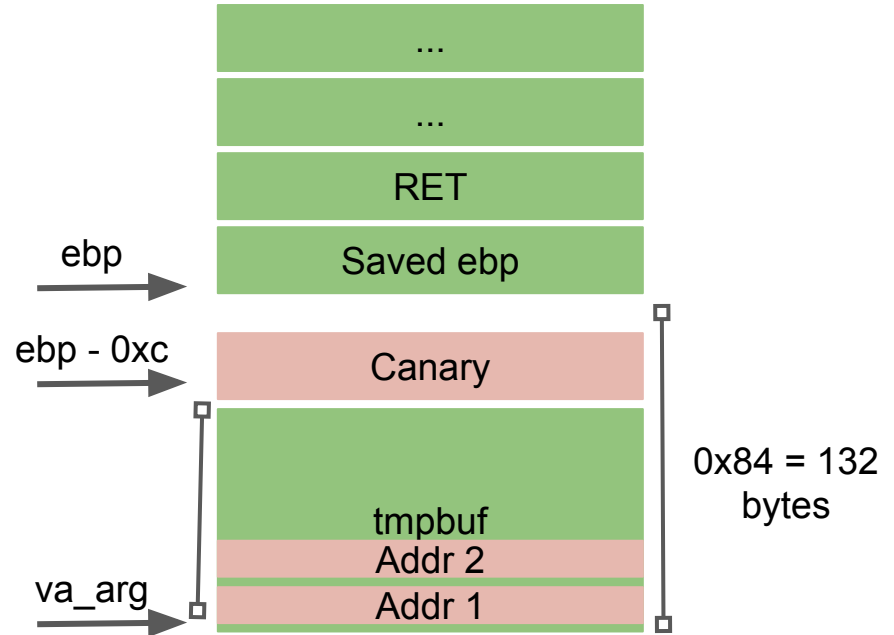 ...
...
RET
ebp
Saved ebp
ebp - 0xc
Canary
0x84 = 132
bytes
tmpbuf
Addr 2
va_arg
Addr 1